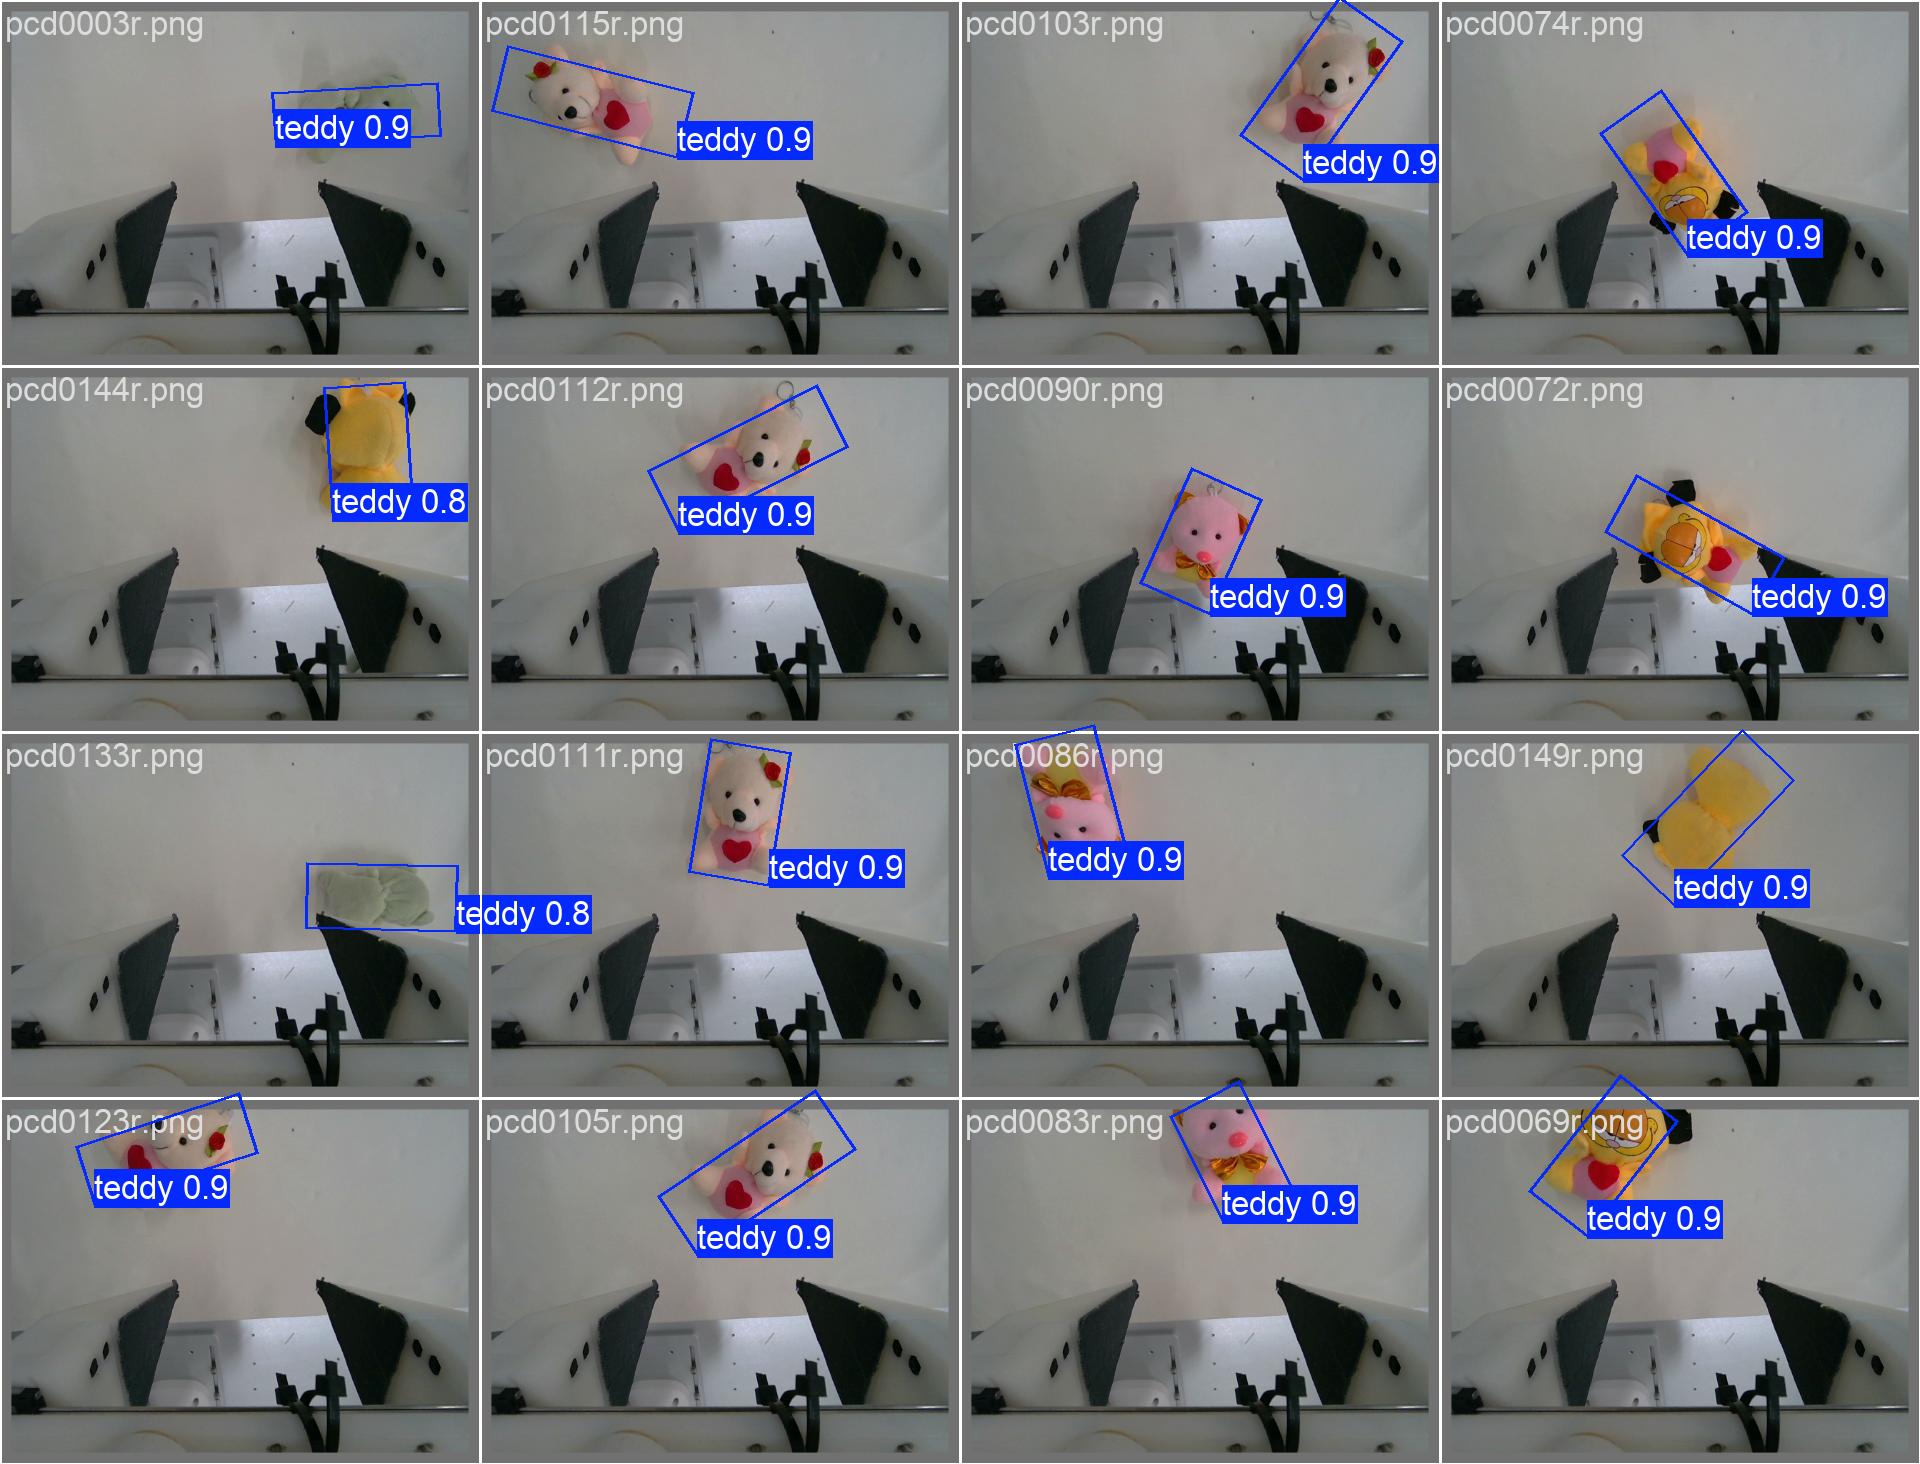 pcd0003r.png
teddy 0.9
pcd0115r.png
teddy 0.9
pcd0103r.png
teddy 0.9
pcd0074r.png
teddy 0.9
pcd0144r.png
teddy 0.8
pcd0112r.png
teddy 0.9
pcd0090r.png
teddy 0.9
pcd0072r.png
teddy 0.9
pcd0133r.png
teddy 0.8
pcd0111r.png
teddy 0.9
pcd0086r.png
teddy 0.9
pcd0149r.png
teddy 0.9
pcd0123r.png
teddy 0.9
pcd0105r.png
teddy 0.9
pcd0083r.png
teddy 0.9
pcd0069r.png
teddy 0.9